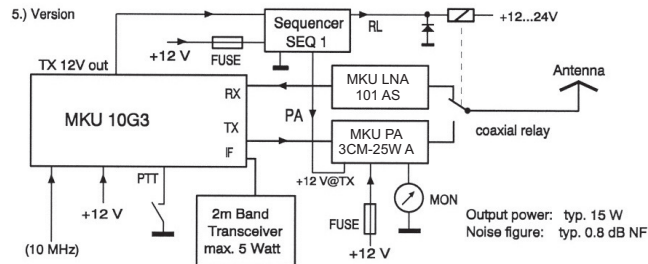 5.) Version
Sequencer
SEQ 1
RL
+12...24V
+12 V
FUSE
TX 12V out
MKU 10G3
RX
TX
IF
PA
MKU LNA
101 AS
Antenna
coaxial relay
MKU PA
3CM-25W A
+12 V@TX
PTT
+12 V
(10 MHz)
2m Band
Transceiver
max. 5 Watt
FUSE
+12 V
MON
Output power: typ. 15 W
Noise figure: typ. 0.8 dB NF